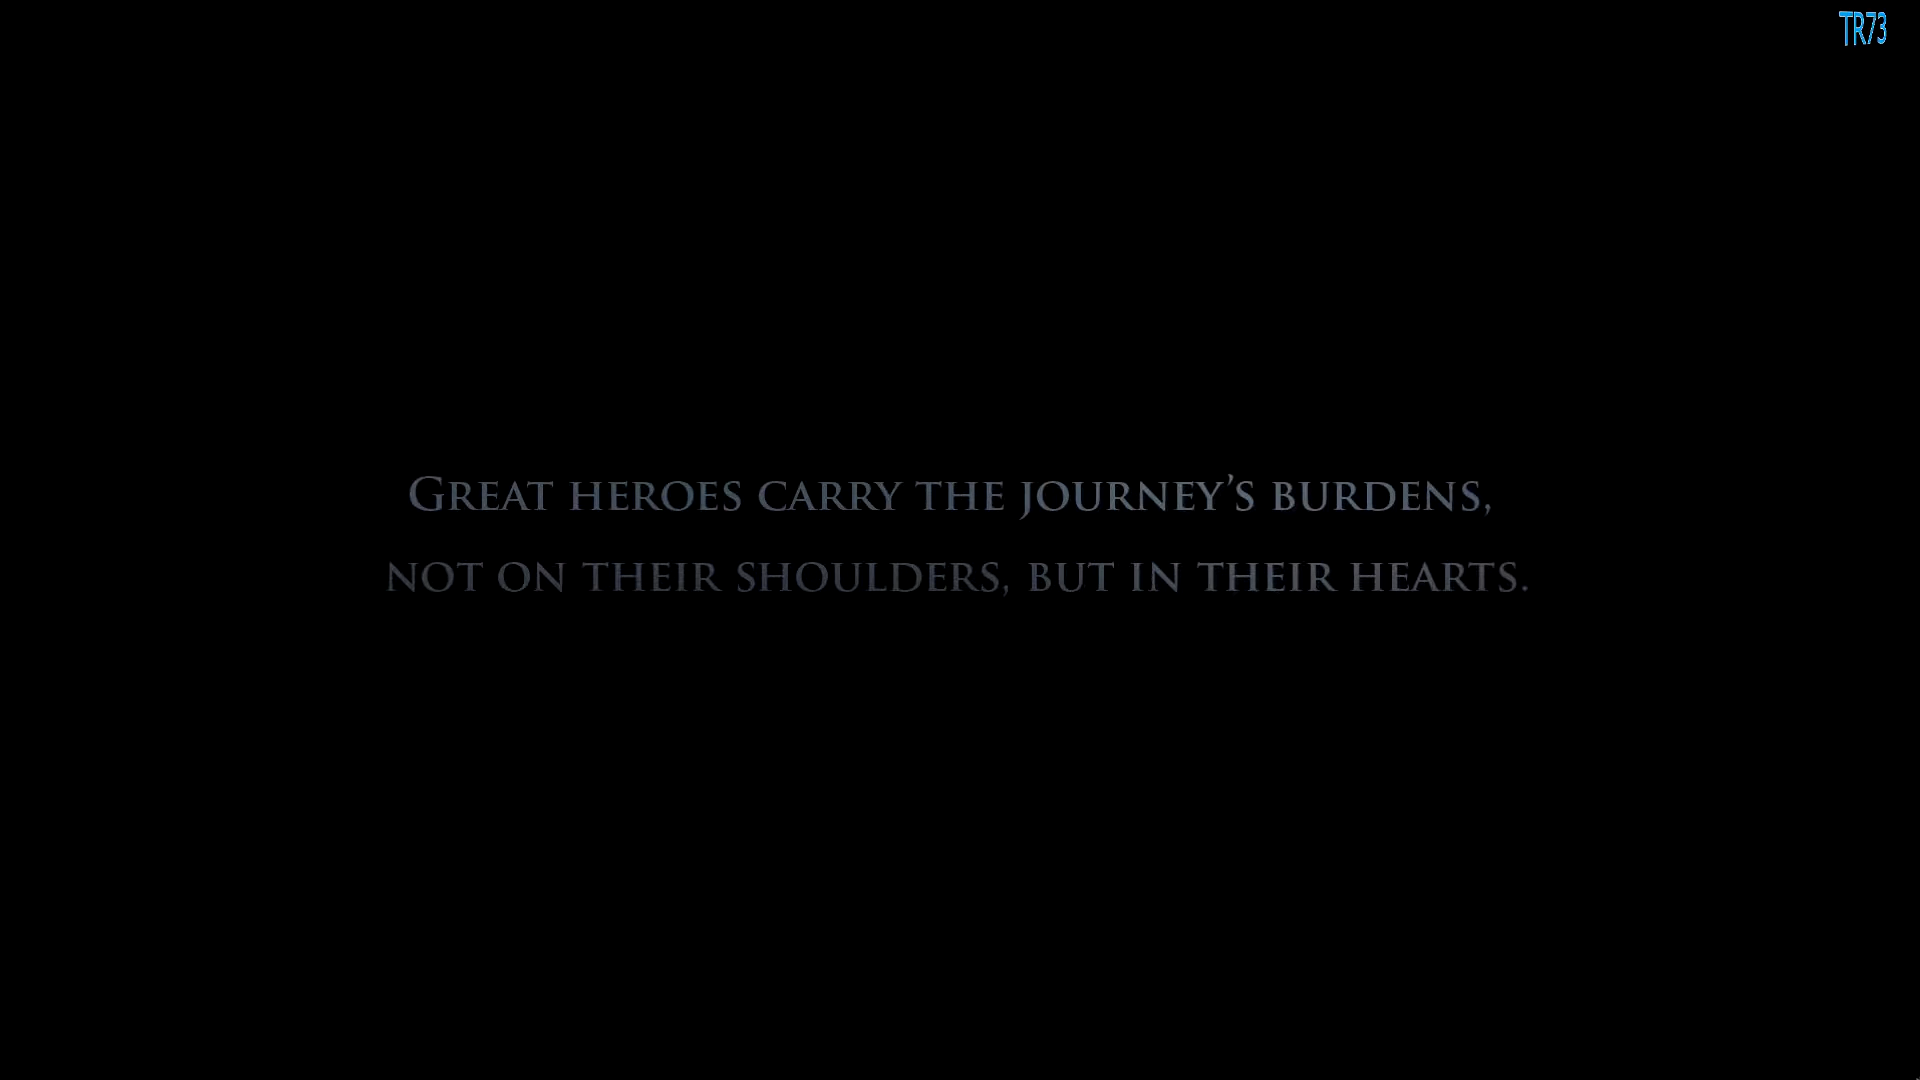 TR73
Great heroes carry the journey’s burdens,
not on their shoulders, but in their hearts.